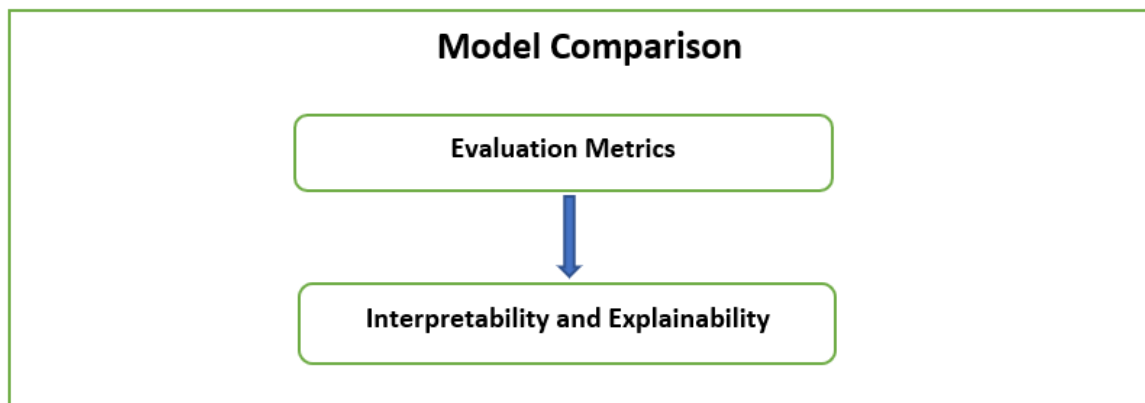 Model Comparison
Evaluation Metrics
Interpretability and Explainability